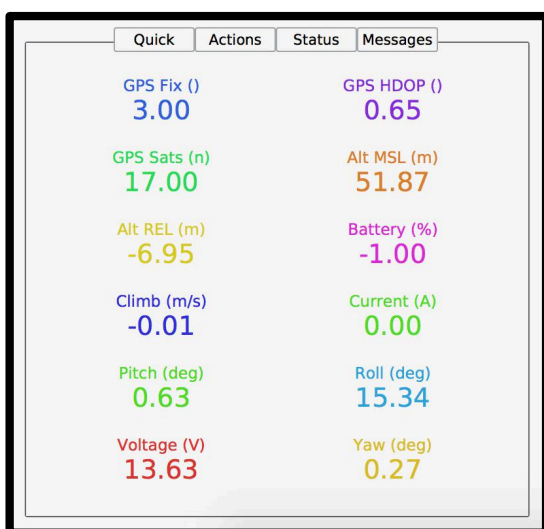 Quick Actions Status Messages
GPS Fix () GPS HDOP ()
3.00 0.65
GPS Sats (n) Alt MSL (m)
17.00 51.87
Alt REL (m) Battery (%)
-6.95 -1.00
Climb (m/s) Current (A)
-0.01 0.00
Pitch (deg) Roll (deg)
0.63 15.34
Voltage (V) Yaw (deg)
13.63 0.27